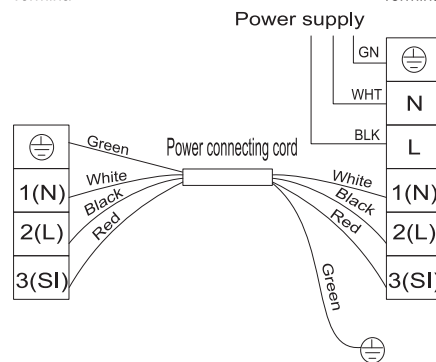 Power supply
GN
WHT
N
BLK
L
Green
Power connecting cord
White
1(N)
Black
2(L)
Red
3(SI)
White
1(N)
Black
2(L)
Red
3(SI)
Green